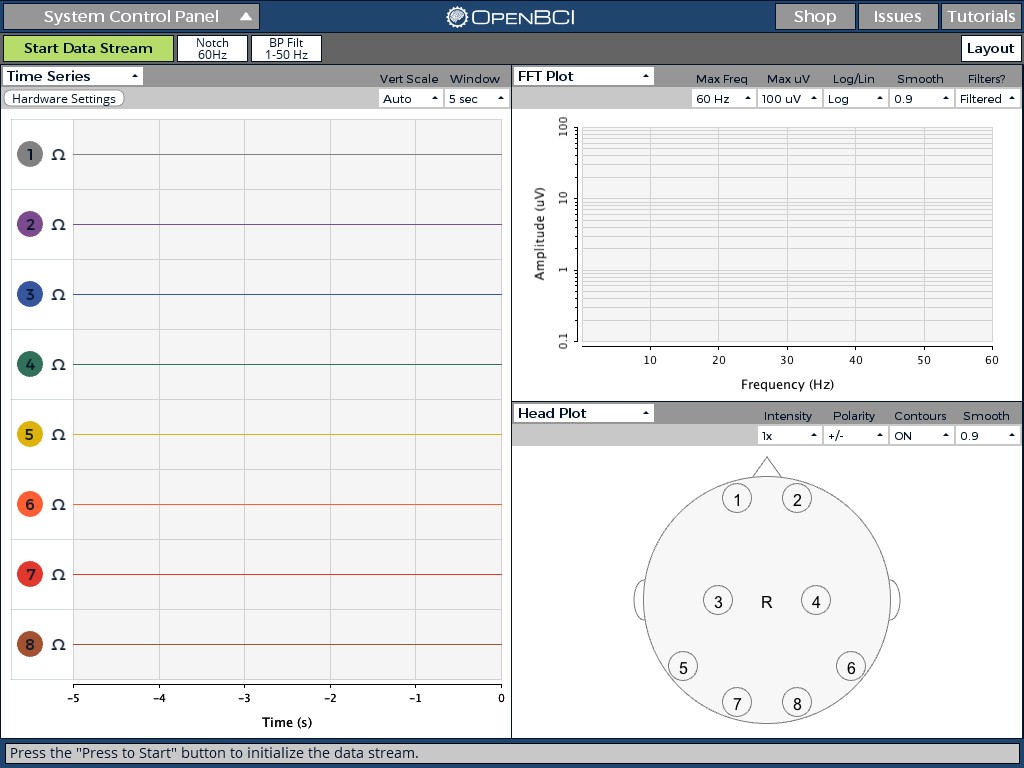 System Control Panel
OpenBCI
Shop
Issues
Tutorials
Start Data Stream
Notch
60Hz
BP Filt
1-50 Hz
Layout
Time Series
Vert Scale
Window
Hardware Settings
Auto
5 sec
1 Ω
2 Ω
3 Ω
4 Ω
5 Ω
6 Ω
7 Ω
8 Ω
-5 -4 -3 -2 -1 0
Time (s)
FFT Plot
Max Freq
Max uV
Log/Lin
Smooth
Filters?
60 Hz
100 uV
Log
0.9
Filtered
Amplitude (uV)
100
10
1
0.1
10 20 30 40 50 60
Frequency (Hz)
Head Plot
Intensity
Polarity
Contours
Smooth
1x
+/-
ON
0.9
1 2
3 R 4
5 6
7 8
Press the "Press to Start" button to initialize the data stream.